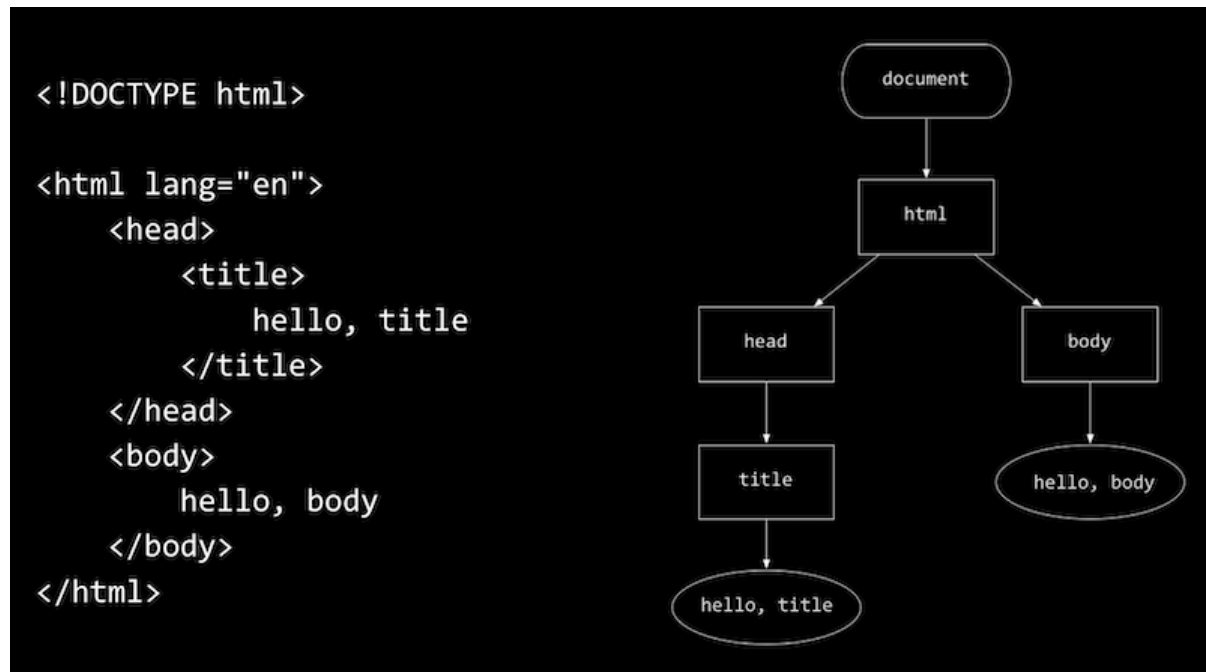 <!DOCTYPE html>
<html lang="en">
<head>
<title>
hello, title
</title>
</head>
<body>
hello, body
</body>
</html>
document
html
head
body
title
hello, body
hello, title